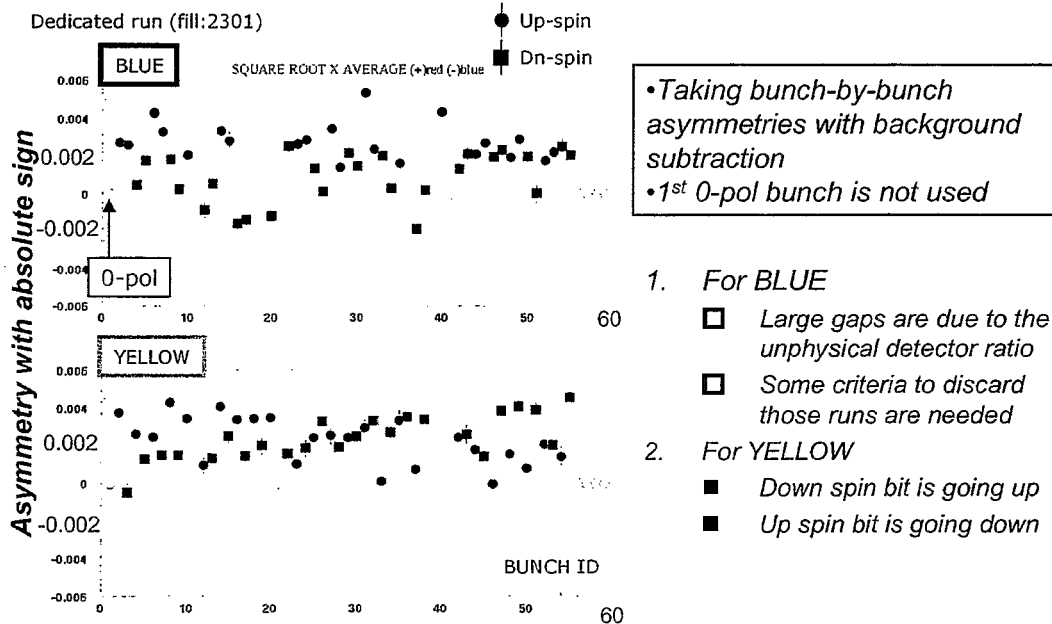 Dedicated run (fill:2301)
Up-spin
Dn-spin
BLUE
SQUARE ROOT X AVERAGE (+)red (-)blue
Asymmetry with absolute sign
0.006
0.004
0.002
0
-0.002
-0.004
-0.006
0-pol
0
10
20
30
40
50
60
YELLOW
0.006
0.004
0.002
0
-0.002
-0.004
-0.006
BUNCH ID
0
10
20
30
40
50
60
•Taking bunch-by-bunch
asymmetries with background
subtraction
•1st 0-pol bunch is not used
1. For BLUE
Large gaps are due to the
unphysical detector ratio
Some criteria to discard
those runs are needed
2. For YELLOW
Down spin bit is going up
Up spin bit is going down